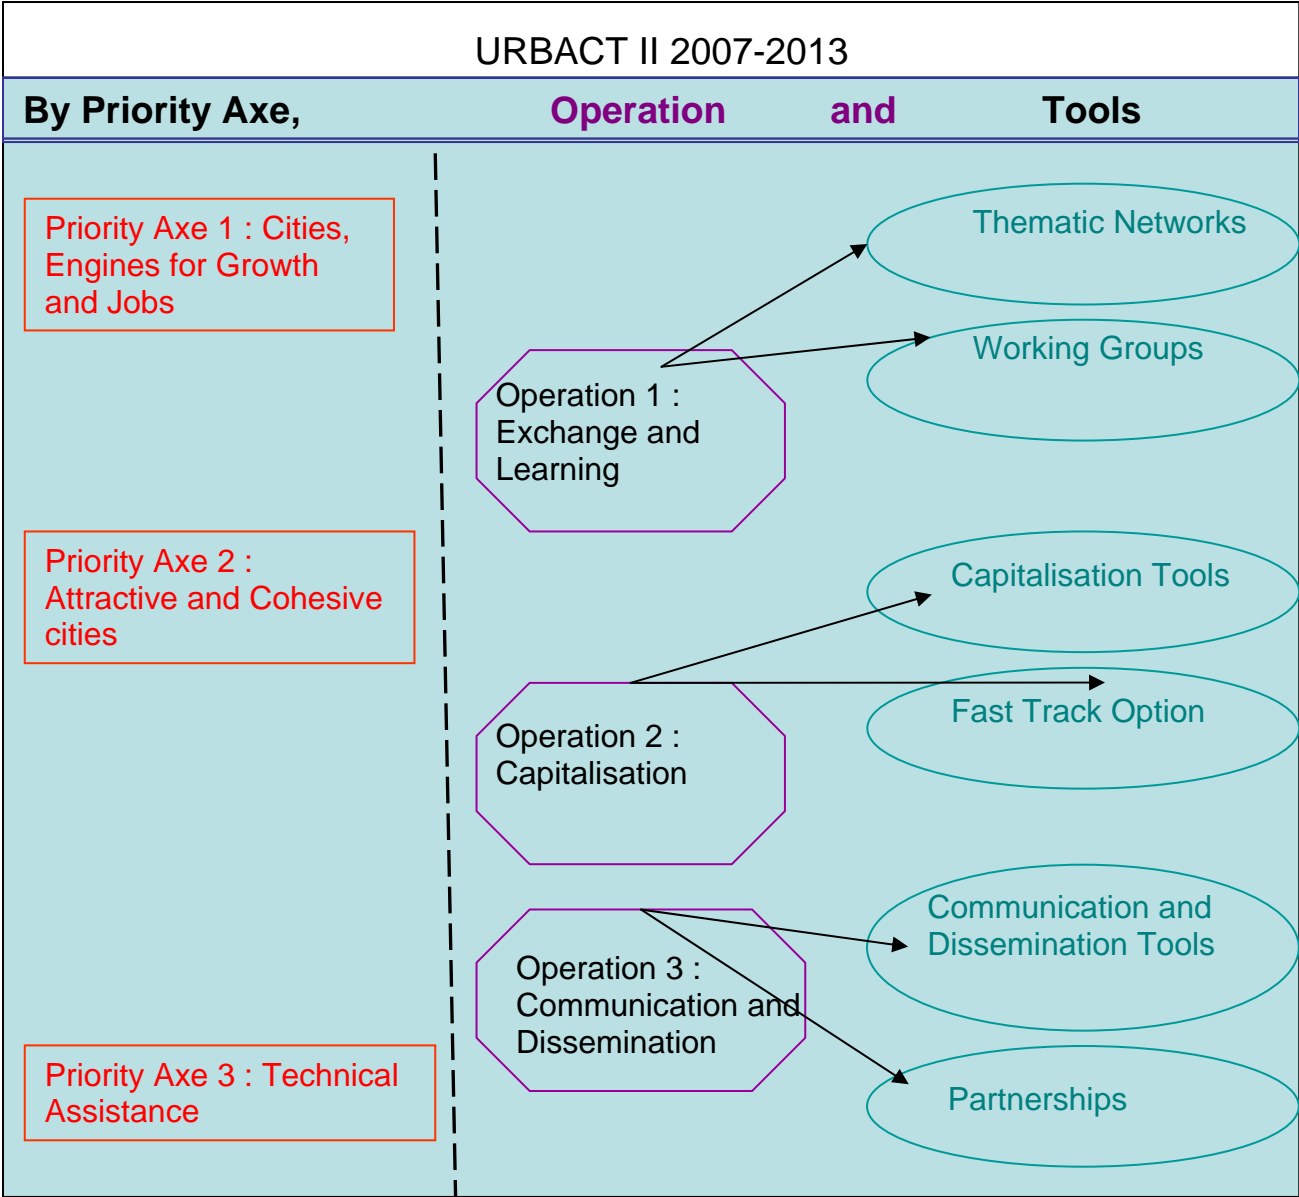 URBACT II 2007-2013
By Priority Axe, Operation and Tools
Priority Axe 1 : Cities,
Engines for Growth
and Jobs
Priority Axe 2 :
Attractive and Cohesive
cities
Priority Axe 3 : Technical
Assistance
Operation 1 :
Exchange and
Learning
Operation 2 :
Capitalisation
Operation 3 :
Communication and
Dissemination
Thematic Networks
Working Groups
Capitalisation Tools
Fast Track Option
Communication and
Dissemination Tools
Partnerships